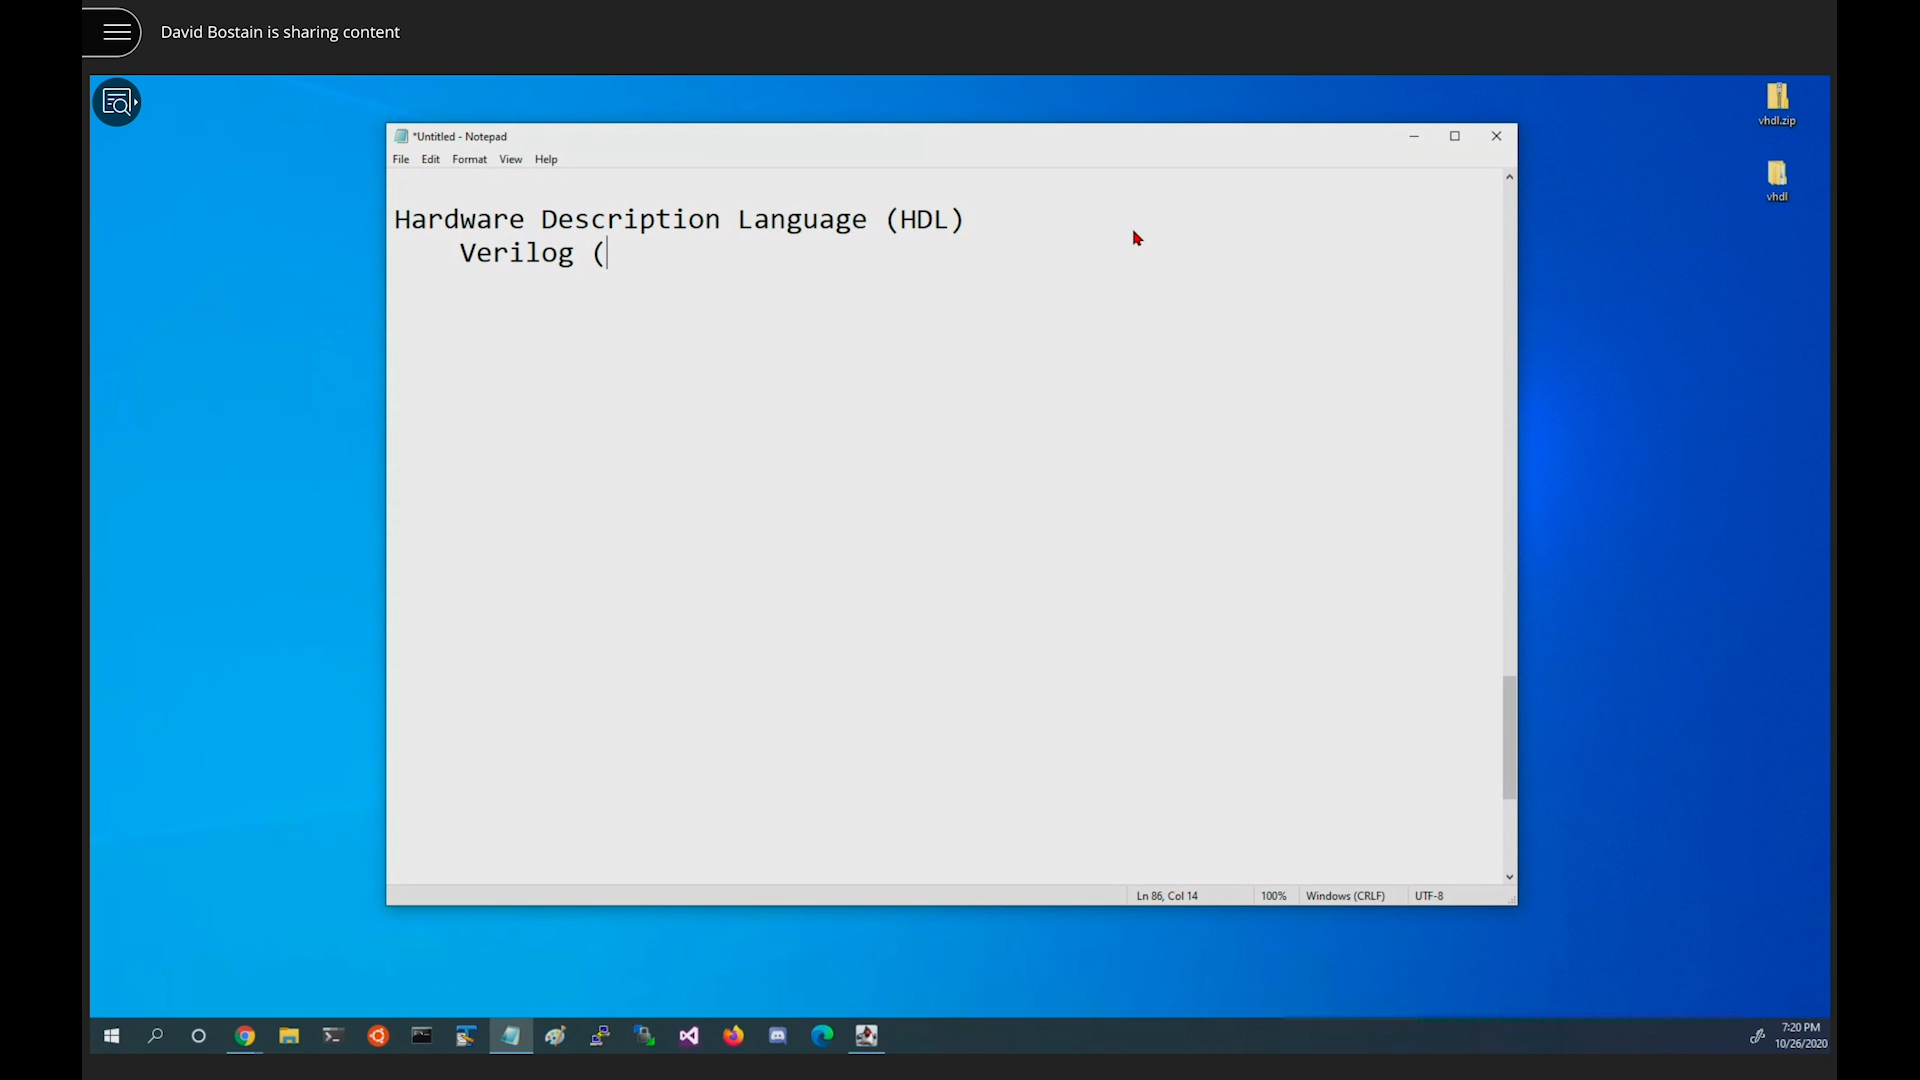 David Bostain is sharing content
vhdl.zip
vhdl
*Untitled - Notepad
File Edit Format View Help
Hardware Description Language (HDL)
Verilog (
Ln 86, Col 14 100% Windows (CRLF) UTF-8
7:20 PM
10/26/2020